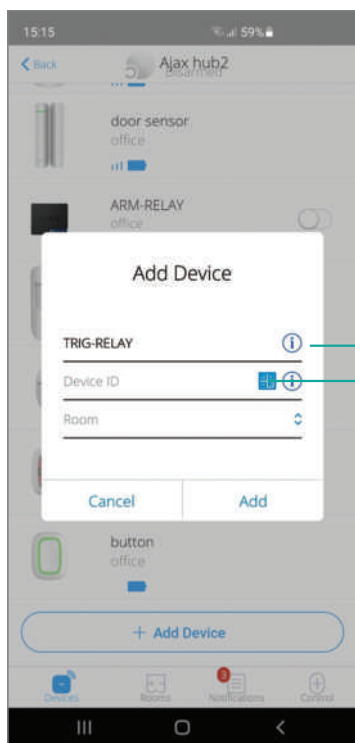 15:15
59%
Back
Ajax hub2
Disarmed
door sensor
office
ARM-RELAY
office
Add Device
TRIG-RELAY
Device ID
Room
Cancel
Add
button
office
+ Add Device
3
Devices
Rooms
Notifications
Control